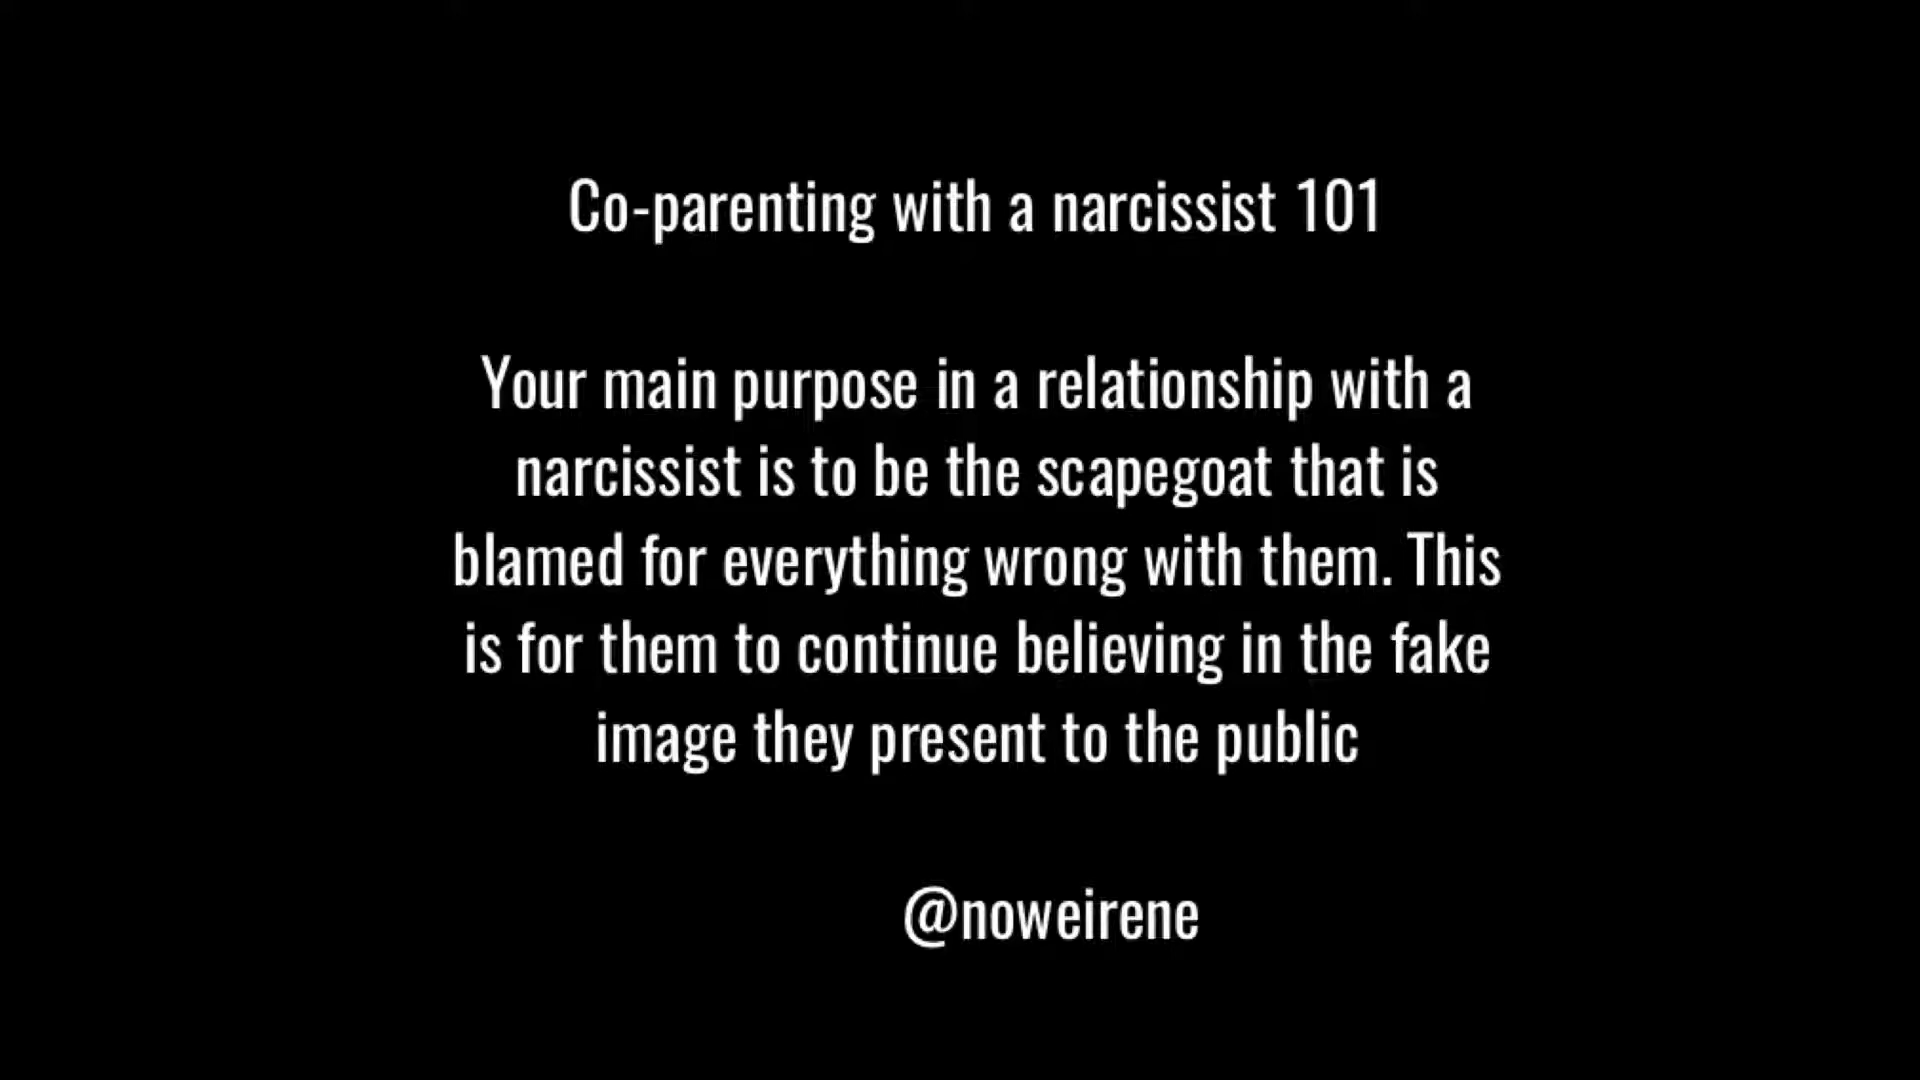 Co-parenting with a narcissist 101
Your main purpose in a relationship with a
narcissist is to be the scapegoat that is
blamed for everything wrong with them. This
is for them to continue believing in the fake
image they present to the public
@noweirene